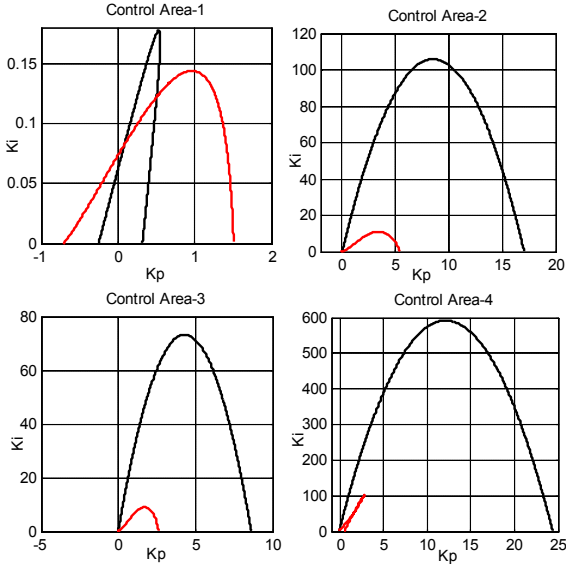 Control Area-1
Ki
0.15
0.1
0.05
0
-1 0 1 2
Kp
Control Area-2
Ki
120
100
80
60
40
20
0
0 5 10 15 20
Kp
Control Area-3
Ki
80
60
40
20
0
-5 0 5 10
Kp
Control Area-4
Ki
600
500
400
300
200
100
0
0 5 10 15 20 25
Kp